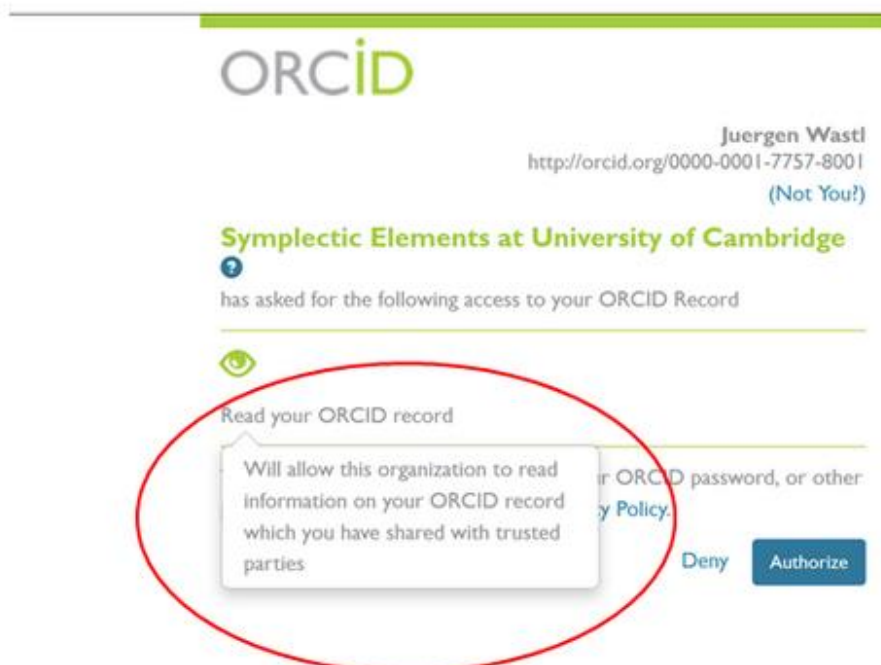 ORCiD
Juergen Wastl
http://orcid.org/0000-0001-7757-8001
(Not You?)
Symplectic Elements at University of Cambridge
?
has asked for the following access to your ORCID Record
Read your ORCID record
Will allow this organization to read
information on your ORCID record
which you have shared with trusted
parties
ORCID password, or other
Policy.
Deny Authorize